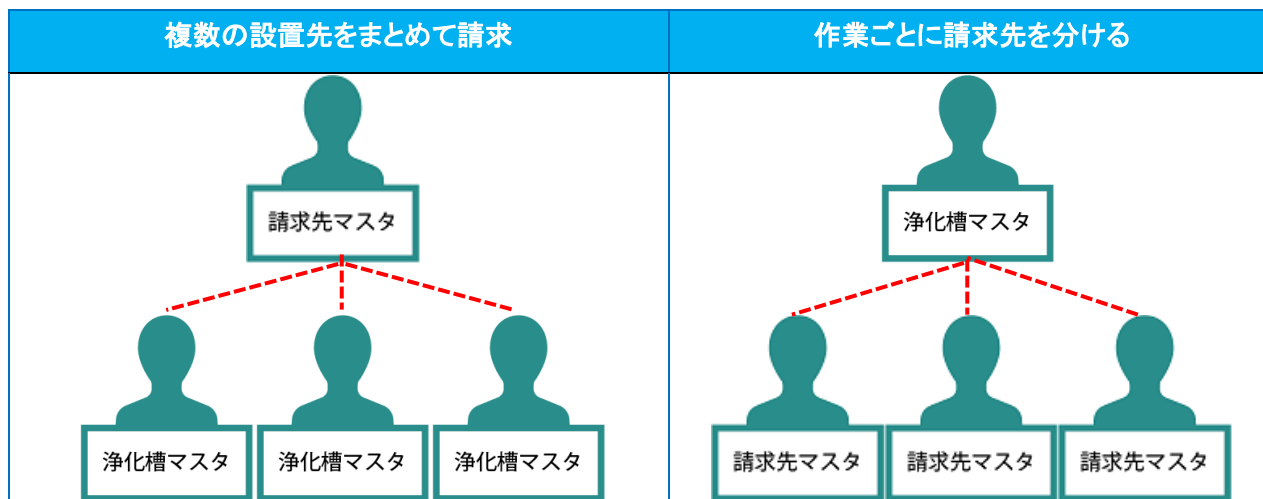 複数の設置先をまとめて請求
作業ごとに請求先を分ける
請求先マスタ
浄化槽マスタ
浄化槽マスタ
浄化槽マスタ
浄化槽マスタ
請求先マスタ
請求先マスタ
請求先マスタ